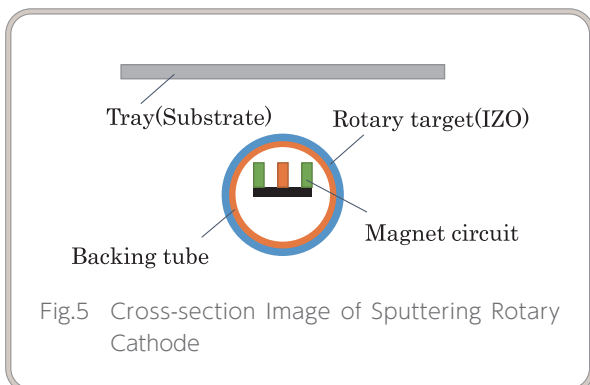 Tray(Substrate)
Rotary target(IZO)
Magnet circuit
Backing tube
Fig.5 Cross-section Image of Sputtering Rotary
Cathode